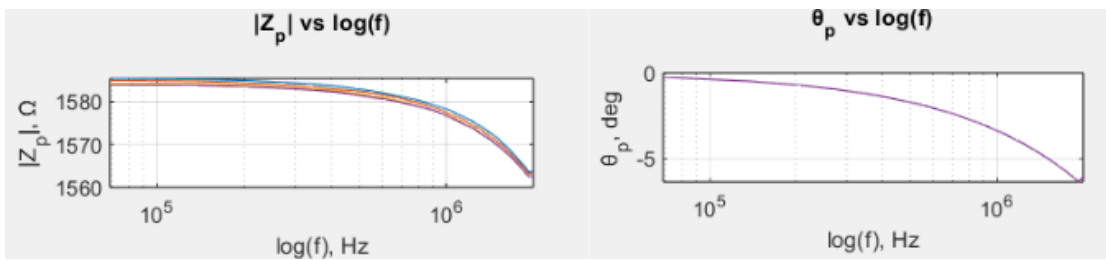 |Z_p| vs log(f)
|Z_p|, Ω
1580
1570
1560
10^5
10^6
log(f), Hz
θ_p vs log(f)
θ_p, deg
0
-5
10^5
10^6
log(f), Hz